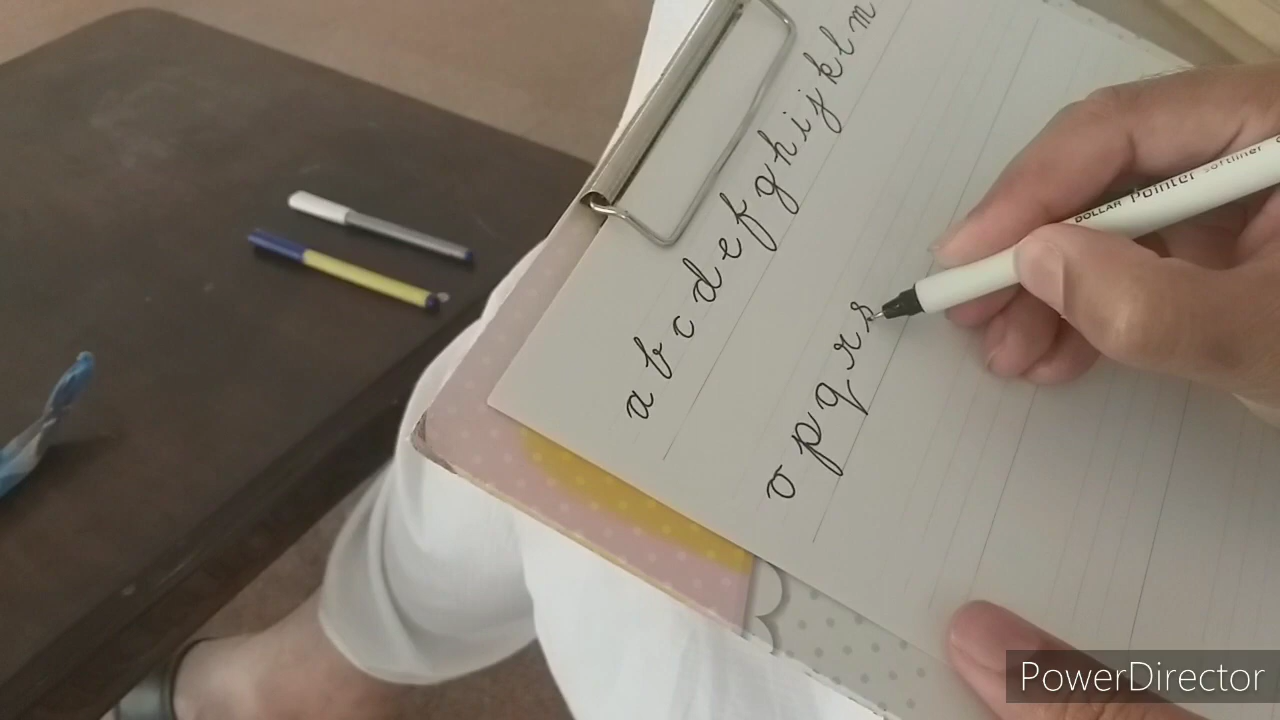 a b c d e f g h i j k l m
o p q r s
DOLLAR Pointer softliner
PowerDirector